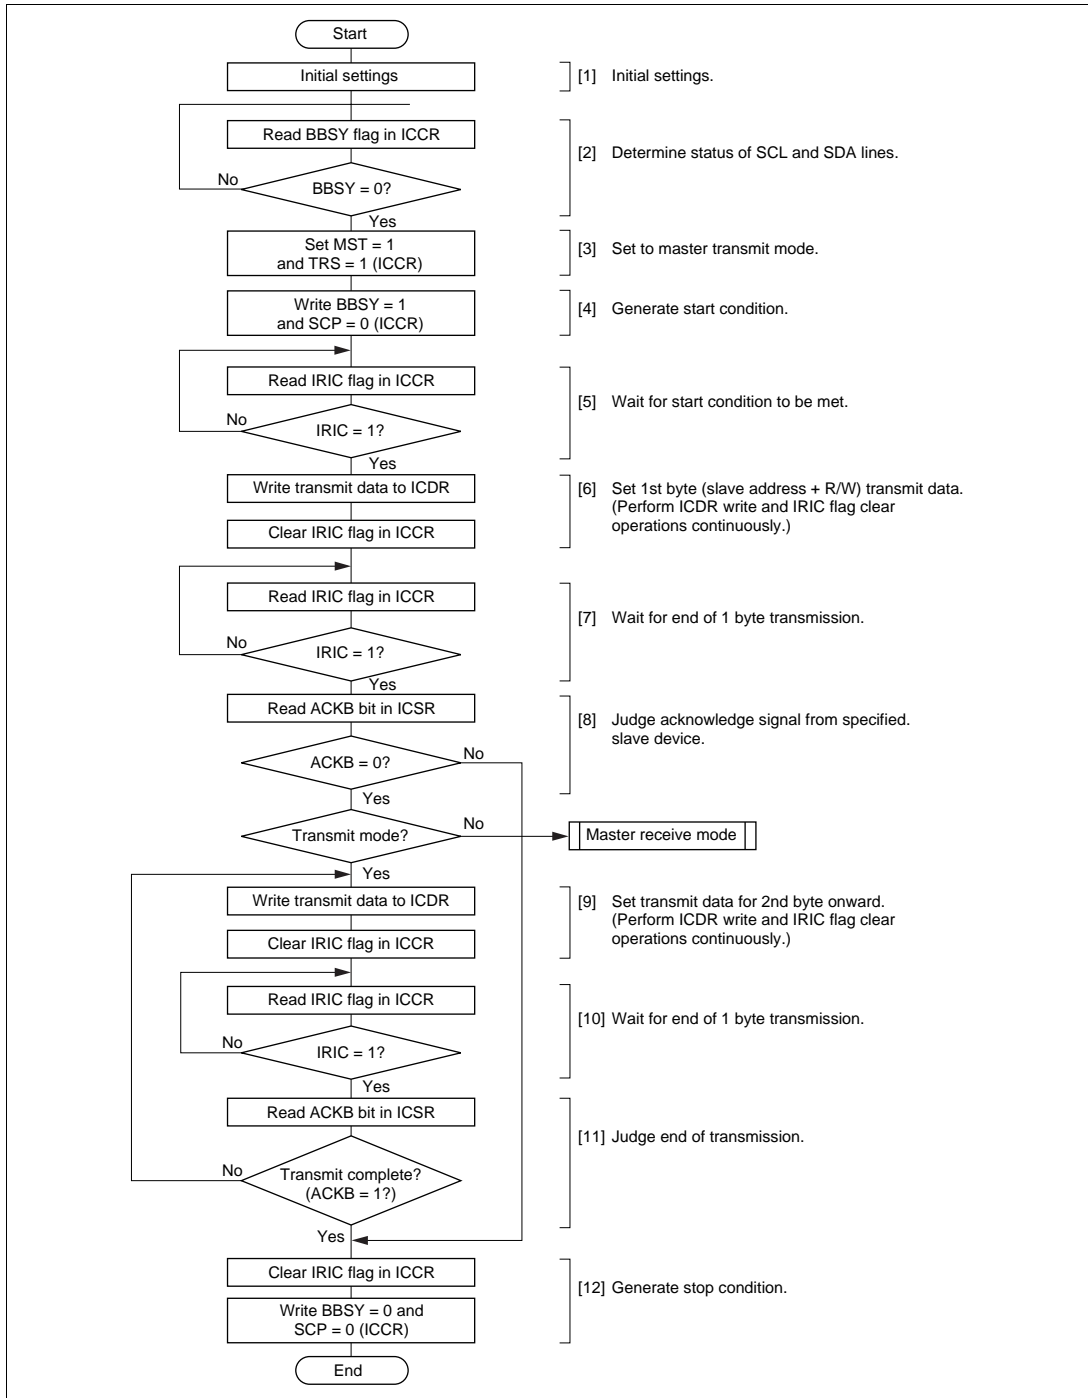 Start
Initial settings
[1] Initial settings.
Read BBSY flag in ICCR
[2] Determine status of SCL and SDA lines.
No
BBSY = 0?
Yes
Set MST = 1
and TRS = 1 (ICCR)
[3] Set to master transmit mode.
Write BBSY = 1
and SCP = 0 (ICCR)
[4] Generate start condition.
Read IRIC flag in ICCR
[5] Wait for start condition to be met.
No
IRIC = 1?
Yes
Write transmit data to ICDR
[6] Set 1st byte (slave address + R/W) transmit data.
(Perform ICDR write and IRIC flag clear
operations continuously.)
Clear IRIC flag in ICCR
Read IRIC flag in ICCR
[7] Wait for end of 1 byte transmission.
No
IRIC = 1?
Yes
Read ACKB bit in ICSR
[8] Judge acknowledge signal from specified.
slave device.
ACKB = 0?
No
Yes
Transmit mode?
No
Master receive mode
Yes
Write transmit data to ICDR
[9] Set transmit data for 2nd byte onward.
(Perform ICDR write and IRIC flag clear
operations continuously.)
Clear IRIC flag in ICCR
Read IRIC flag in ICCR
[10] Wait for end of 1 byte transmission.
No
IRIC = 1?
Yes
Read ACKB bit in ICSR
[11] Judge end of transmission.
No
Transmit complete?
(ACKB = 1?)
Yes
Clear IRIC flag in ICCR
[12] Generate stop condition.
Write BBSY = 0 and
SCP = 0 (ICCR)
End